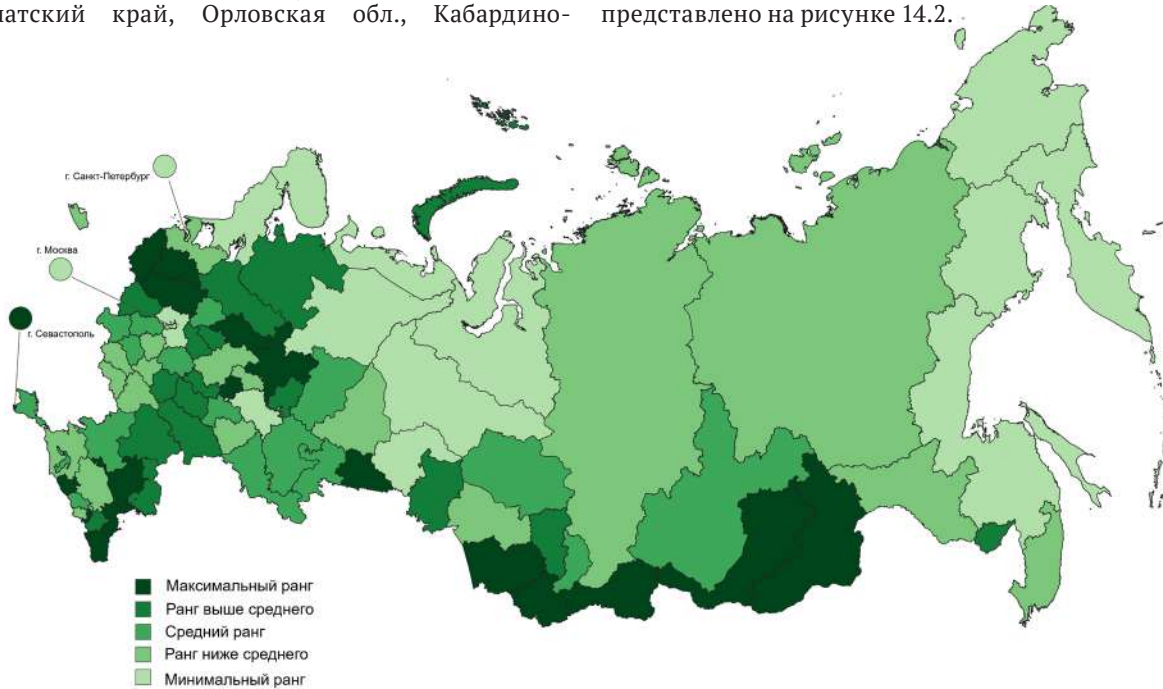 матский край, Орловская обл., Кабардино-
представлено на рисунке 14.2.
г. Санкт-Петербург
г. Москва
г. Севастополь
Максимальный ранг
Ранг выше среднего
Средний ранг
Ранг ниже среднего
Минимальный ранг